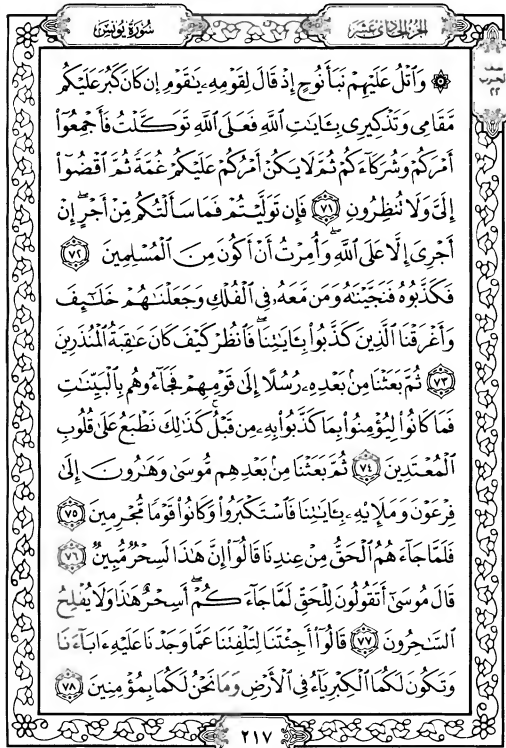 الجزء الحادي عشر
سورة يونس
نصف
الحزب
٢٢
۞ وَٱتْلُ عَلَيْهِمْ نَبَأَ نُوحٍ إِذْ قَالَ لِقَوْمِهِۦ يَـٰقَوْمِ إِن كَانَ كَبُرَ عَلَيْكُم
مَّقَامِى وَتَذْكِيرِى بِـَٔايَـٰتِ ٱللَّهِ فَعَلَى ٱللَّهِ تَوَكَّلْتُ فَأَجْمِعُوٓا۟
أَمْرَكُمْ وَشُرَكَآءَكُمْ ثُمَّ لَا يَكُنْ أَمْرُكُمْ عَلَيْكُمْ غُمَّةً ثُمَّ ٱقْضُوٓا۟
إِلَىَّ وَلَا تُنظِرُونِ ﴿٧١﴾ فَإِن تَوَلَّيْتُمْ فَمَا سَأَلْتُكُم مِّنْ أَجْرٍ ۖ إِنْ
أَجْرِىَ إِلَّا عَلَى ٱللَّهِ ۖ وَأُمِرْتُ أَنْ أَكُونَ مِنَ ٱلْمُسْلِمِينَ ﴿٧٢﴾
فَكَذَّبُوهُ فَنَجَّيْنَـٰهُ وَمَن مَّعَهُۥ فِى ٱلْفُلْكِ وَجَعَلْنَـٰهُمْ خَلَـٰٓئِفَ
وَأَغْرَقْنَا ٱلَّذِينَ كَذَّبُوا۟ بِـَٔايَـٰتِنَا ۖ فَٱنظُرْ كَيْفَ كَانَ عَـٰقِبَةُ ٱلْمُنذَرِينَ
﴿٧٣﴾ ثُمَّ بَعَثْنَا مِنۢ بَعْدِهِۦ رُسُلًا إِلَىٰ قَوْمِهِمْ فَجَآءُوهُم بِٱلْبَيِّنَـٰتِ
فَمَا كَانُوا۟ لِيُؤْمِنُوا۟ بِمَا كَذَّبُوا۟ بِهِۦ مِن قَبْلُ ۚ كَذَٰلِكَ نَطْبَعُ عَلَىٰ قُلُوبِ
ٱلْمُعْتَدِينَ ﴿٧٤﴾ ثُمَّ بَعَثْنَا مِنۢ بَعْدِهِم مُّوسَىٰ وَهَـٰرُونَ إِلَىٰ
فِرْعَوْنَ وَمَلَإِي۟هِۦ بِـَٔايَـٰتِنَا فَٱسْتَكْبَرُوا۟ وَكَانُوا۟ قَوْمًا مُّجْرِمِينَ ﴿٧٥﴾
فَلَمَّا جَآءَهُمُ ٱلْحَقُّ مِنْ عِندِنَا قَالُوٓا۟ إِنَّ هَـٰذَا لَسِحْرٌ مُّبِينٌ ﴿٧٦﴾
قَالَ مُوسَىٰٓ أَتَقُولُونَ لِلْحَقِّ لَمَّا جَآءَكُمْ ۖ أَسِحْرٌ هَـٰذَا وَلَا يُفْلِحُ
ٱلسَّـٰحِرُونَ ﴿٧٧﴾ قَالُوٓا۟ أَجِئْتَنَا لِتَلْفِتَنَا عَمَّا وَجَدْنَا عَلَيْهِ ءَابَآءَنَا
وَتَكُونَ لَكُمَا ٱلْكِبْرِيَآءُ فِى ٱلْأَرْضِ وَمَا نَحْنُ لَكُمَا بِمُؤْمِنِينَ ﴿٧٨﴾
٢١٧